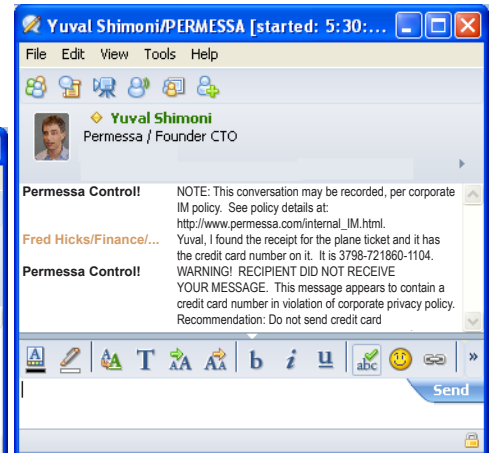 Yuval Shimoni/PERMESSA [started: 5:30:...
File Edit View Tools Help
Yuval Shimoni
Permessa / Founder CTO
Permessa Control! NOTE: This conversation may be recorded, per corporate
IM policy. See policy details at:
http://www.permessa.com/internal_IM.html.
Fred Hicks/Finance/... Yuval, I found the receipt for the plane ticket and it has
the credit card number on it. It is 3798-721860-1104.
Permessa Control! WARNING! RECIPIENT DID NOT RECEIVE
YOUR MESSAGE. This message appears to contain a
credit card number in violation of corporate privacy policy.
Recommendation: Do not send credit card
A A T AA AA b i u abc »
Send